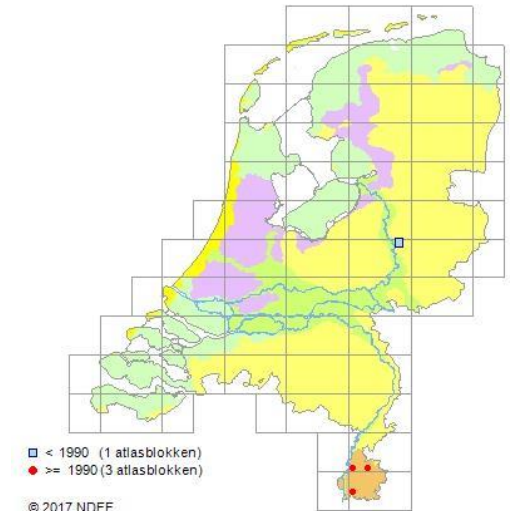 < 1990 (1 atlasblokken)
>= 1990 (3 atlasblokken)
© 2017 NDFF